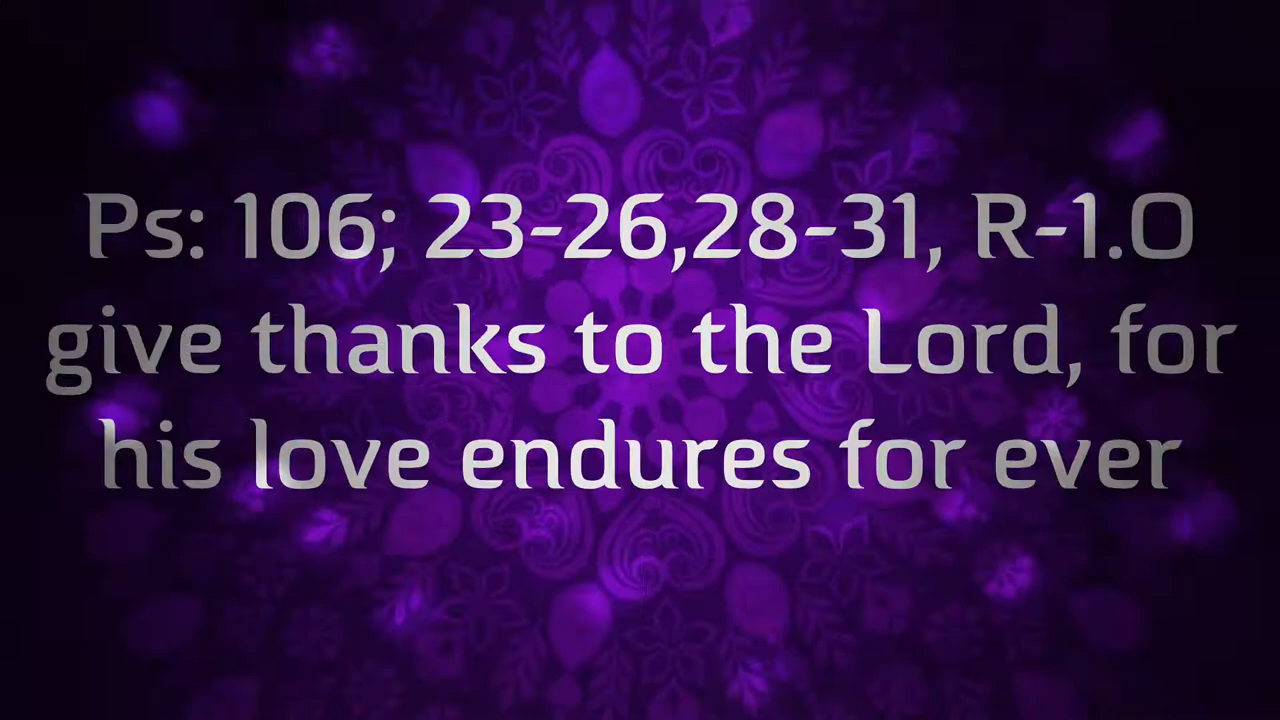 Ps: 106; 23-26,28-31, R-1.O
give thanks to the Lord, for
his love endures for ever